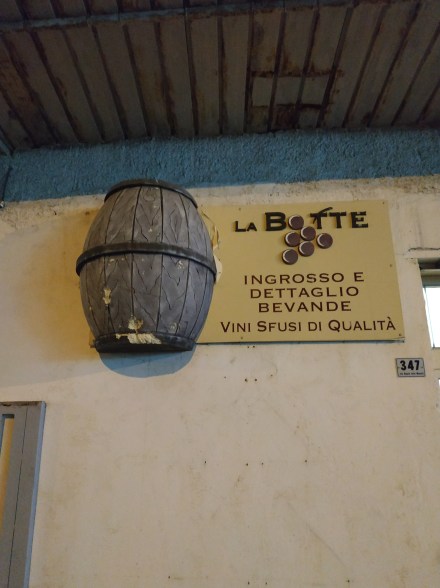 LA BOTTE
INGROSSO E
DETTAGLIO
BEVANDE
VINI SFUSI DI QUALITÀ
347